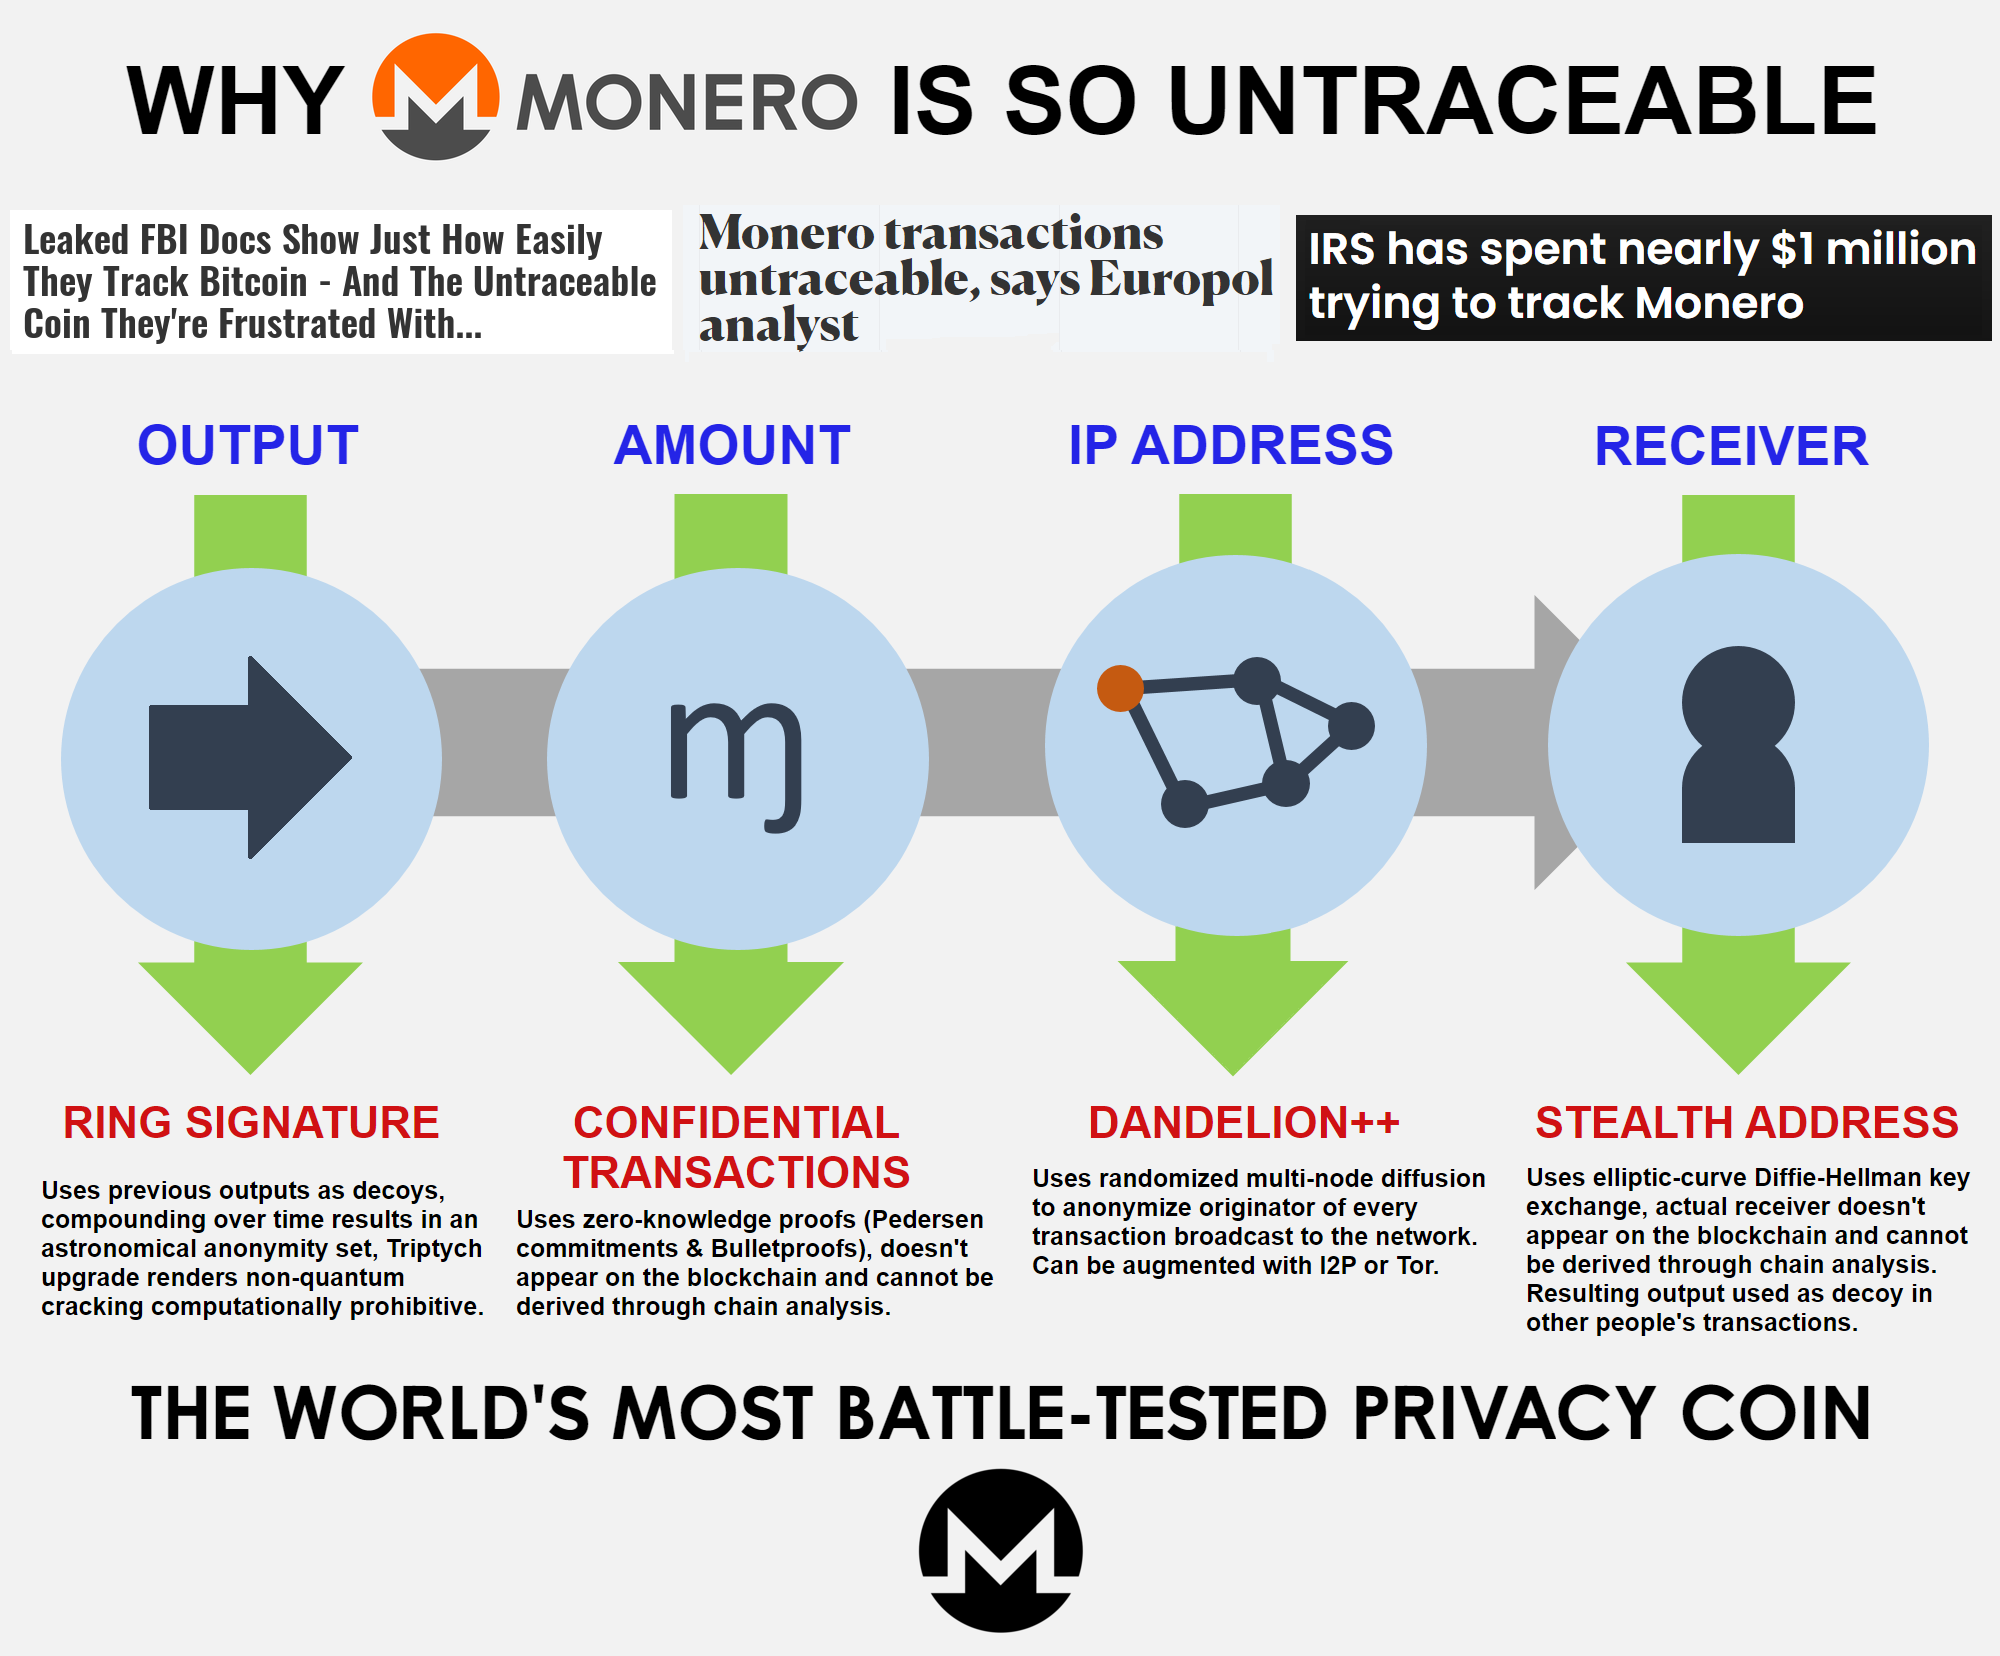 WHY MONERO IS SO UNTRACEABLE
Leaked FBI Docs Show Just How Easily
They Track Bitcoin - And The Untraceable
Coin They're Frustrated With...
Monero transactions
untraceable, says Europol
analyst
IRS has spent nearly $1 million
trying to track Monero
OUTPUT
AMOUNT
IP ADDRESS
RECEIVER
ɱ
RING SIGNATURE
Uses previous outputs as decoys,
compounding over time results in an
astronomical anonymity set, Triptych
upgrade renders non-quantum
cracking computationally prohibitive.
CONFIDENTIAL
TRANSACTIONS
Uses zero-knowledge proofs (Pedersen
commitments & Bulletproofs), doesn't
appear on the blockchain and cannot be
derived through chain analysis.
DANDELION++
Uses randomized multi-node diffusion
to anonymize originator of every
transaction broadcast to the network.
Can be augmented with I2P or Tor.
STEALTH ADDRESS
Uses elliptic-curve Diffie-Hellman key
exchange, actual receiver doesn't
appear on the blockchain and cannot
be derived through chain analysis.
Resulting output used as decoy in
other people's transactions.
THE WORLD'S MOST BATTLE-TESTED PRIVACY COIN